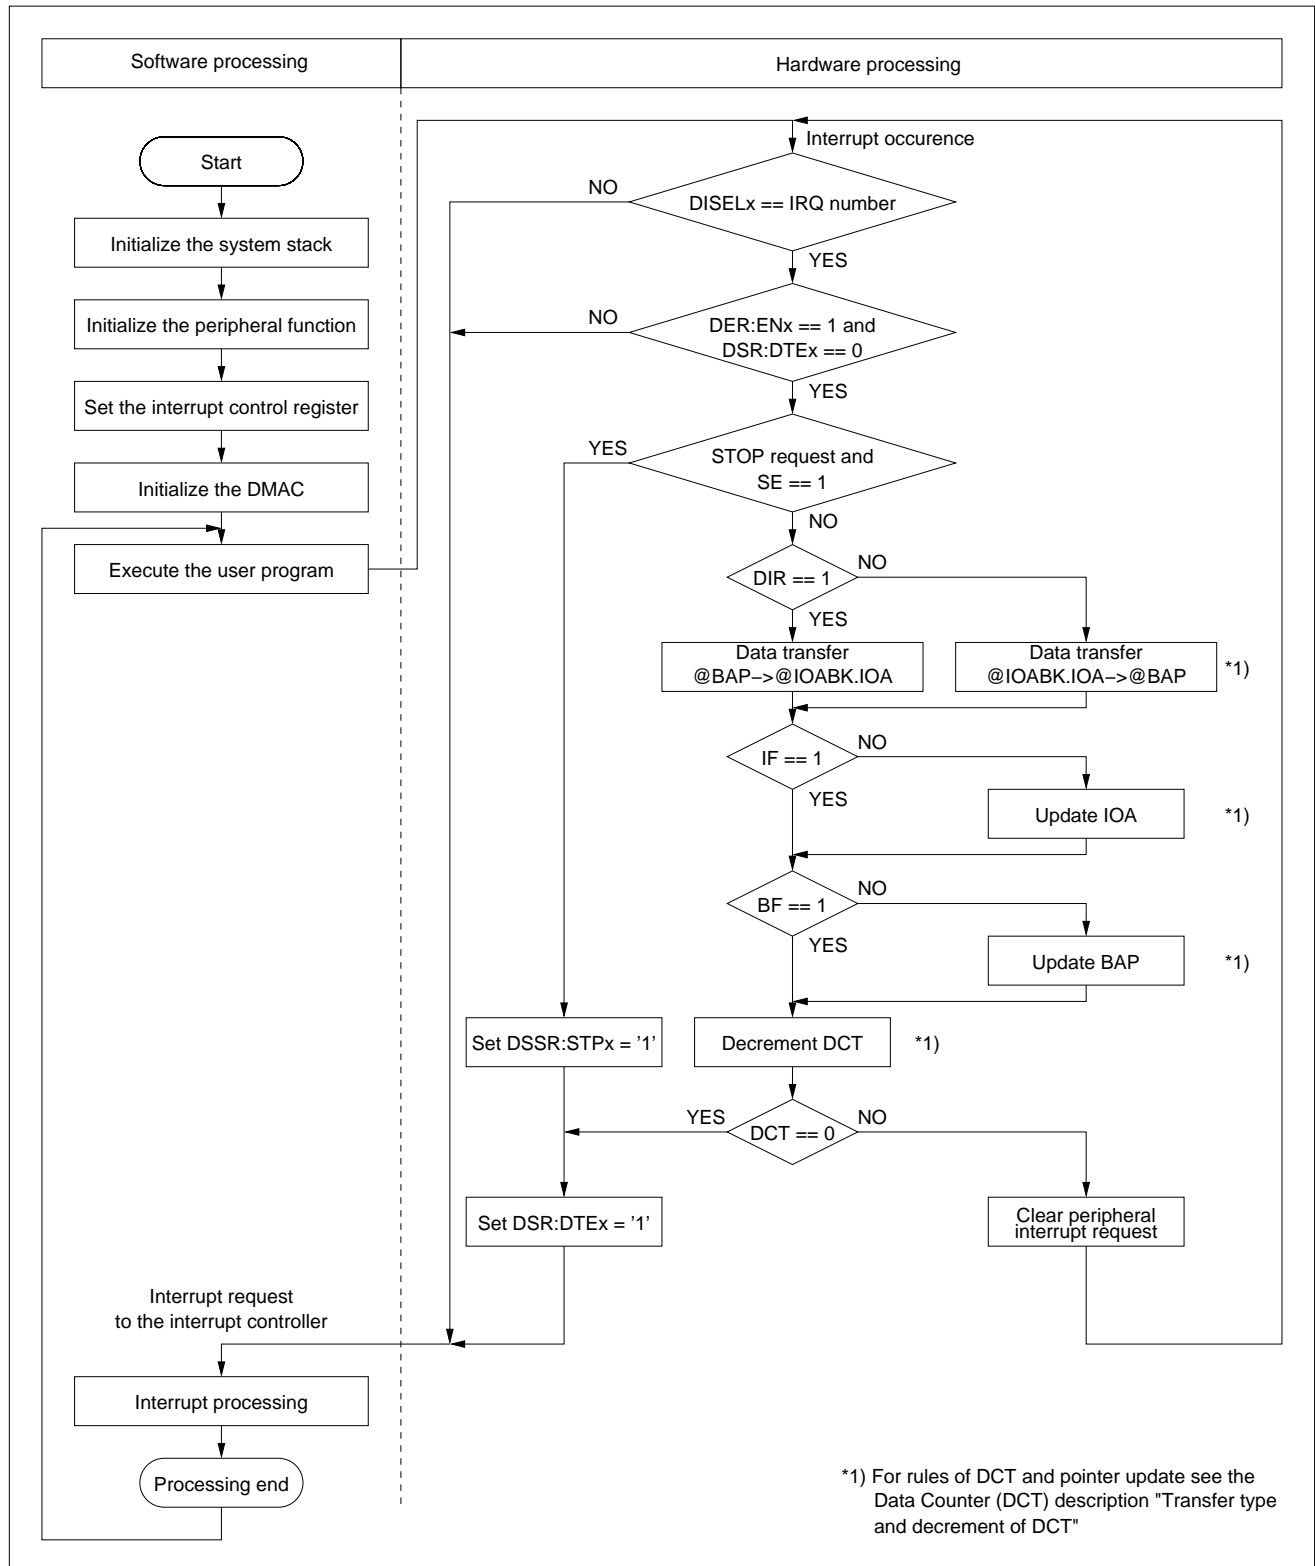 Software processing
Hardware processing
Start
Initialize the system stack
Initialize the peripheral function
Set the interrupt control register
Initialize the DMAC
Execute the user program
Interrupt occurence
DISELx == IRQ number
NO
YES
DER:ENx == 1 and
DSR:DTEx == 0
NO
YES
STOP request and
SE == 1
YES
NO
DIR == 1
NO
YES
Data transfer
@BAP−>@IOABK.IOA
Data transfer
@IOABK.IOA−>@BAP
*1)
IF == 1
NO
YES
Update IOA
*1)
BF == 1
NO
YES
Update BAP
*1)
Set DSSR:STPx = '1'
Decrement DCT
*1)
YES
DCT == 0
NO
Set DSR:DTEx = '1'
Clear peripheral
interrupt request
Interrupt request
to the interrupt controller
Interrupt processing
Processing end
*1) For rules of DCT and pointer update see the
Data Counter (DCT) description "Transfer type
and decrement of DCT"